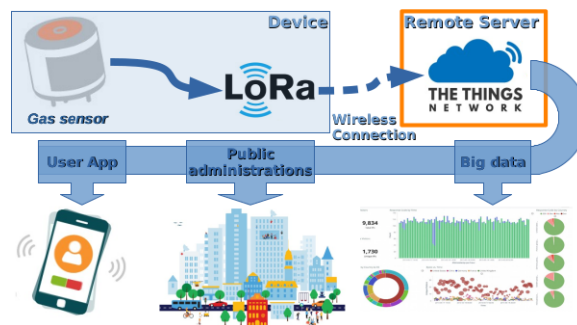 Device
Remote Server
Gas sensor
LoRa
THE THINGS
NETWORK
Wireless
Connection
User App
Public
administrations
Big data
9,834
1,790